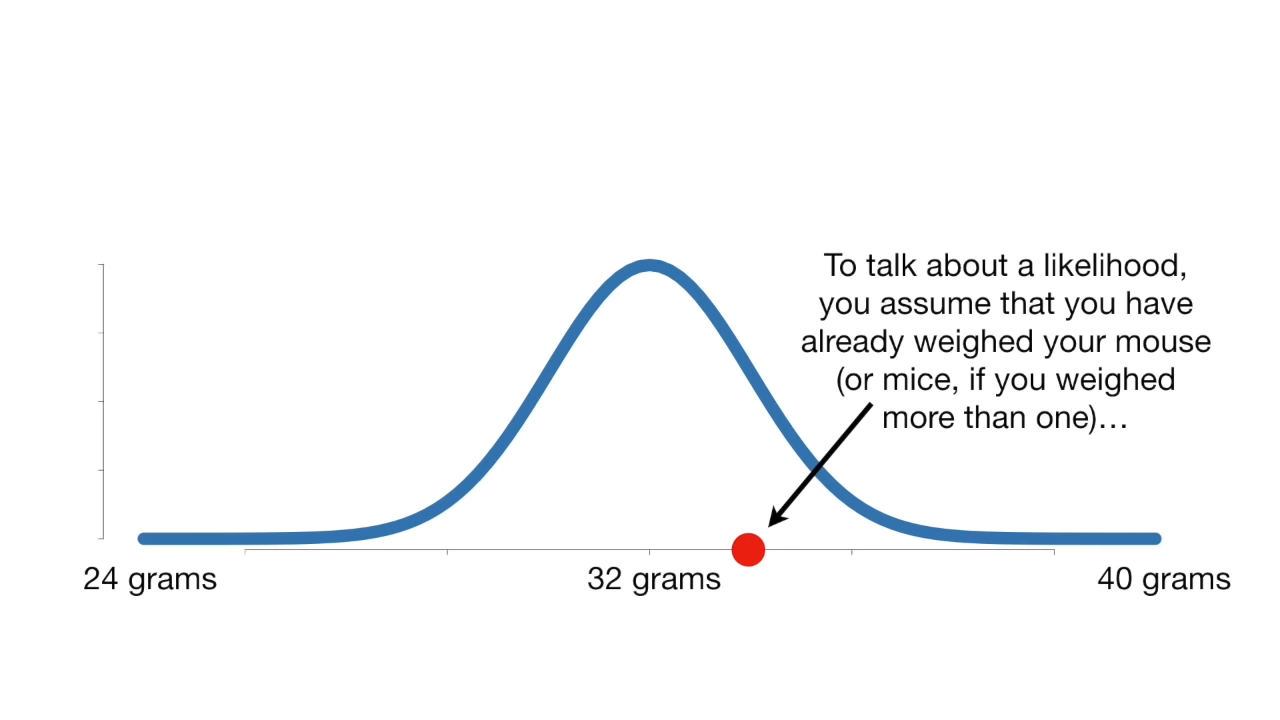 To talk about a likelihood,
you assume that you have
already weighed your mouse
(or mice, if you weighed
more than one)…
24 grams
32 grams
40 grams